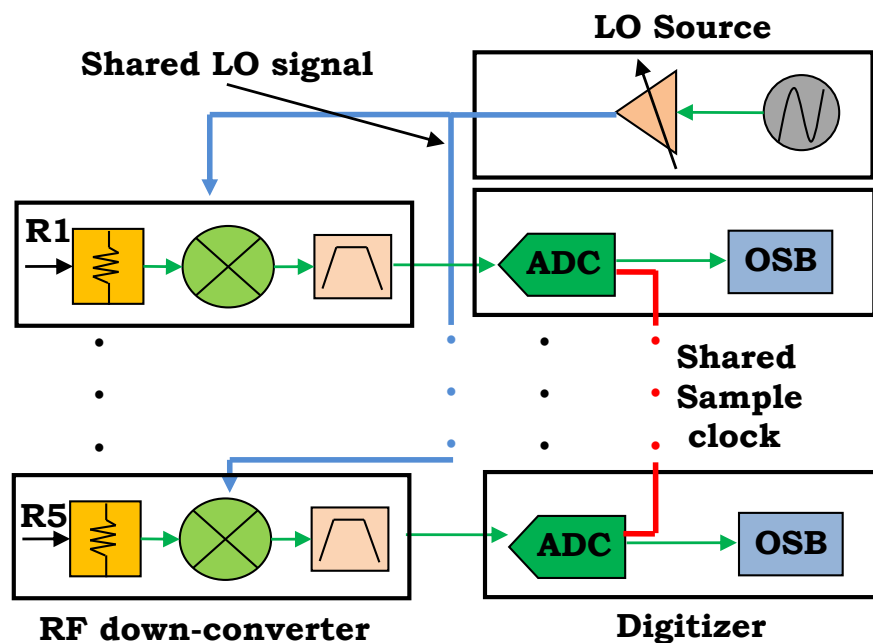 LO Source
Shared LO signal
R1
ADC
OSB
Shared
Sample
clock
R5
ADC
OSB
RF down-converter
Digitizer